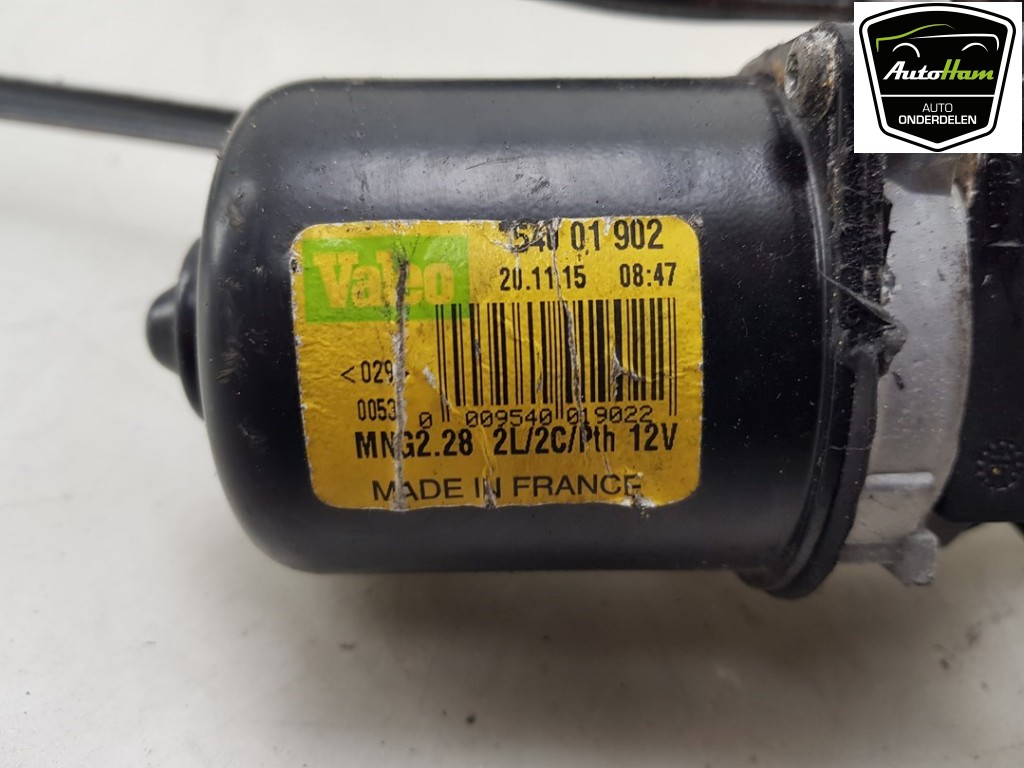 AutoHam
AUTO
ONDERDELEN
Valeo
540 01 902
20.11.15 08:47
<029>
0053
0 009540 019022
MNG2.28 2L/2C/Pth 12V
MADE IN FRANCE